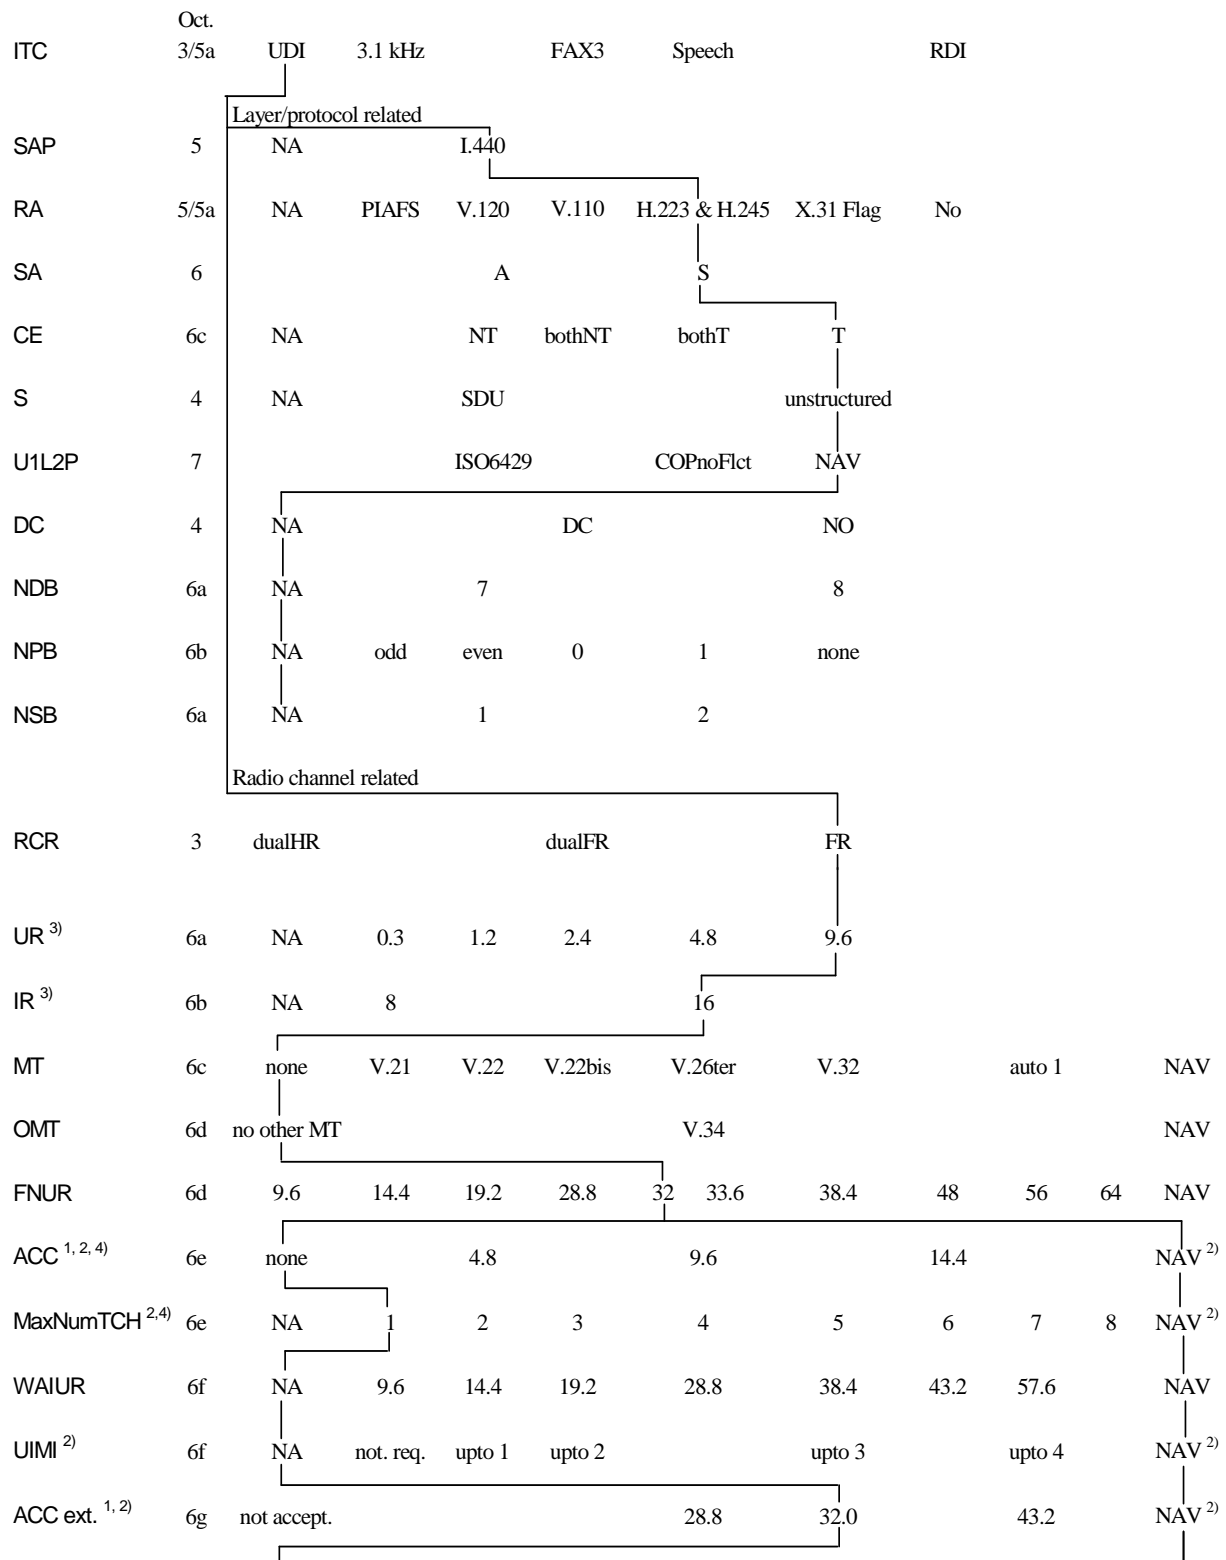 Oct.
ITC 3/5a UDI 3.1 kHz FAX3 Speech RDI
Layer/protocol related
SAP 5 NA I.440
RA 5/5a NA PIAFS V.120 V.110 H.223 & H.245 X.31 Flag No
SA 6 A S
CE 6c NA NT bothNT bothT T
S 4 NA SDU unstructured
U1L2P 7 ISO6429 COPnoFlct NAV
DC 4 NA DC NO
NDB 6a NA 7 8
NPB 6b NA odd even 0 1 none
NSB 6a NA 1 2
Radio channel related
RCR 3 dualHR dualFR FR
UR 3) 6a NA 0.3 1.2 2.4 4.8 9.6
IR 3) 6b NA 8 16
MT 6c none V.21 V.22 V.22bis V.26ter V.32 auto 1 NAV
OMT 6d no other MT V.34 NAV
FNUR 6d 9.6 14.4 19.2 28.8 32 33.6 38.4 48 56 64 NAV
ACC 1, 2, 4) 6e none 4.8 9.6 14.4 NAV 2)
MaxNumTCH 2,4) 6e NA 1 2 3 4 5 6 7 8 NAV 2)
WAIUR 6f NA 9.6 14.4 19.2 28.8 38.4 43.2 57.6 NAV
UIMI 2) 6f NA not. req. upto 1 upto 2 upto 3 upto 4 NAV 2)
ACC ext. 1, 2) 6g not accept. 28.8 32.0 43.2 NAV 2)